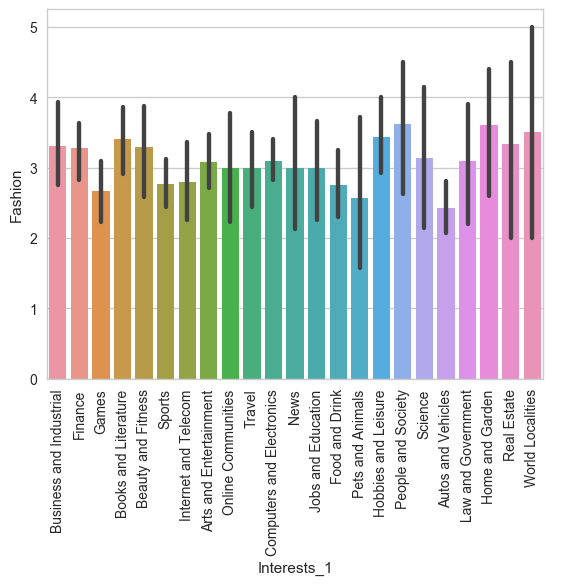 5
4
3
2
1
0
Fashion
Business and Industrial
Finance
Games
Books and Literature
Beauty and Fitness
Sports
Internet and Telecom
Arts and Entertainment
Online Communities
Travel
Computers and Electronics
News
Jobs and Education
Food and Drink
Pets and Animals
Hobbies and Leisure
People and Society
Science
Autos and Vehicles
Law and Government
Home and Garden
Real Estate
World Localities
Interests_1